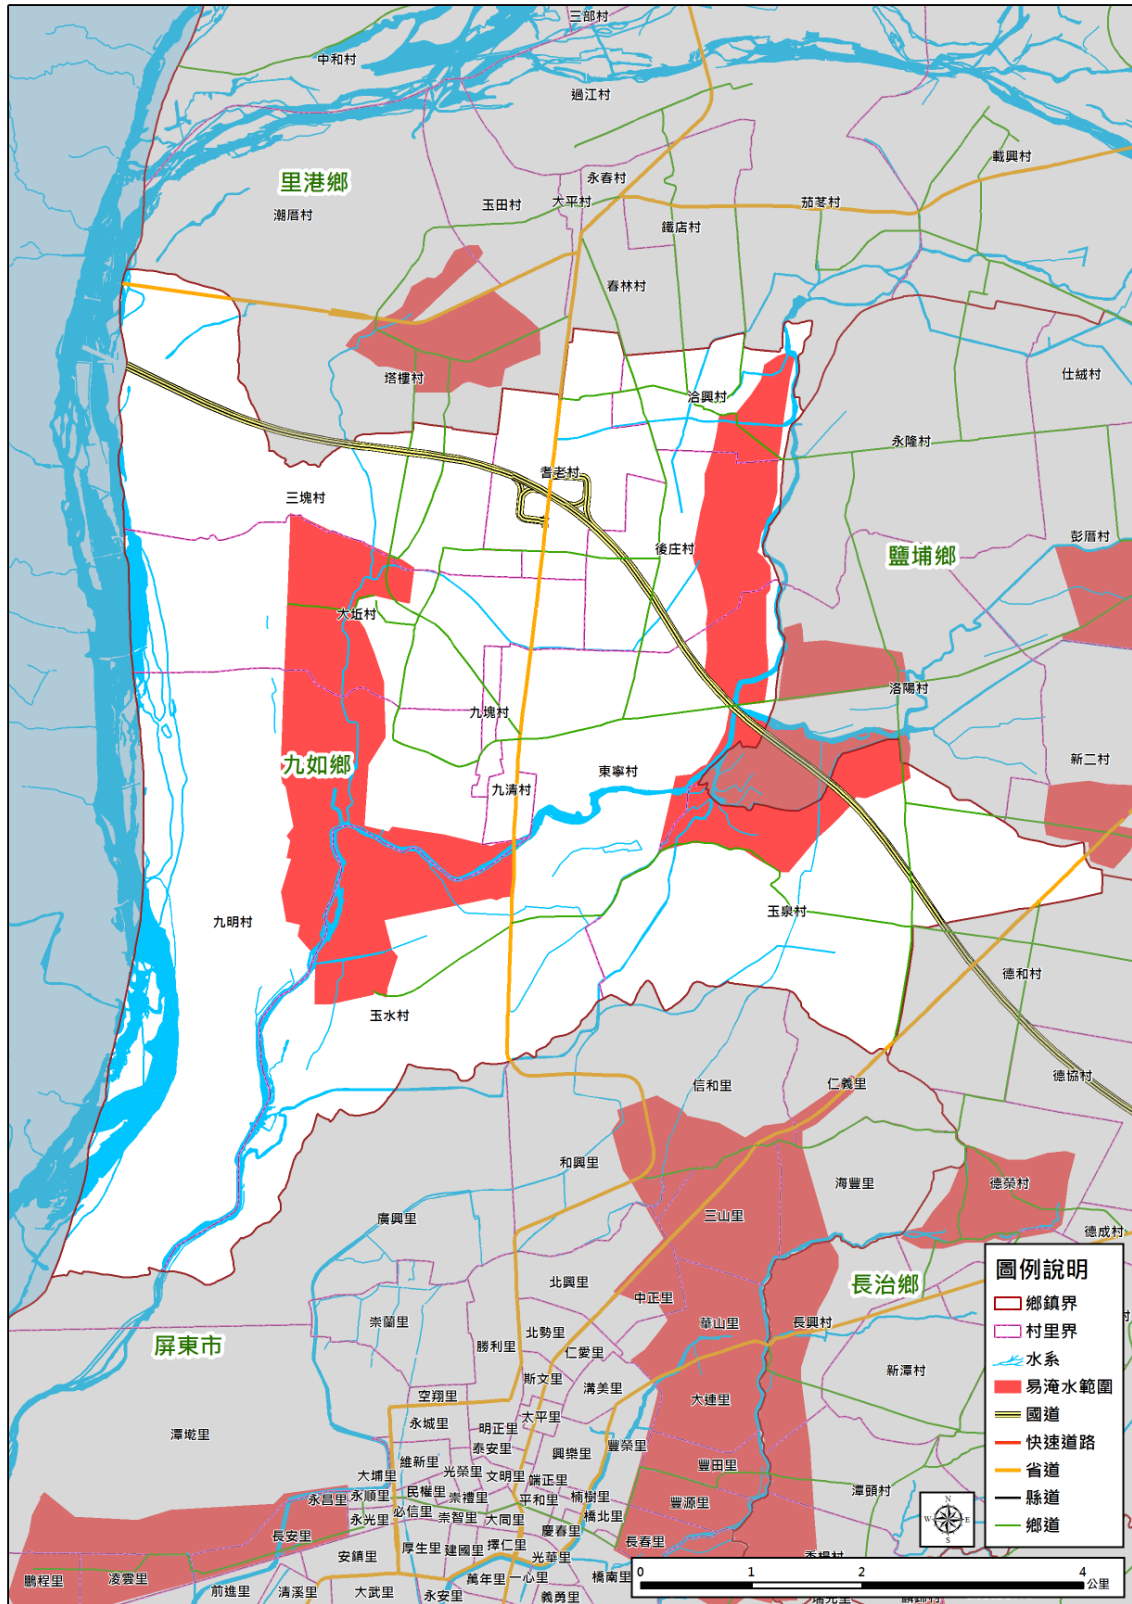 三部村
中和村
過江村
載興村
里港鄉
永春村
玉田村
大平村
茄苳村
潮厝村
鐵店村
春林村
仕絨村
塔樓村
洽興村
永隆村
耆老村
三塊村
後庄村
彭厝村
鹽埔鄉
大坵村
洛陽村
九塊村
新二村
九如鄉
東寧村
九清村
九明村
玉泉村
德和村
玉水村
德協村
信和里
仁義里
和興里
海豐里
德榮村
廣興里
三山里
德成村
北興里
長治鄉
中正里
崇蘭里
華山里
長興村
屏東市
勝利里
北勢里
仁愛里
新潭村
斯文里
溝美里
空翔里
大連里
永城里
明正里
太平里
潭墘里
泰安里
興樂里
豐榮里
維新里
光榮里
文明里
端正里
豐田里
大埔里
永昌里
永順里
民權里
崇禮里
平和里
楠樹里
豐源里
潭頭里
必信里
永光里
崇智里
大同里
橋北里
長安里
慶春里
長春里
厚生里
建國里
擇仁里
安鎮里
光華里
鵬程里
凌雲里
萬年里
一心里
橋南里
前進里
清溪里
大武里
永安里
義勇里
圖例說明
鄉鎮界
村里界
水系
易淹水範圍
國道
快速道路
省道
縣道
鄉道
N
W
E
S
0
1
2
4
公里